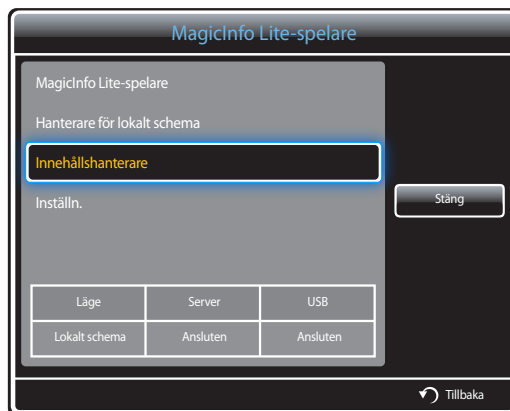 MagicInfo Lite-spelare
MagicInfo Lite-spelare
Hanterare för lokalt schema
Innehållshanterare
Inställn.
Stäng
Läge Server USB
Lokalt schema Ansluten Ansluten
Tillbaka